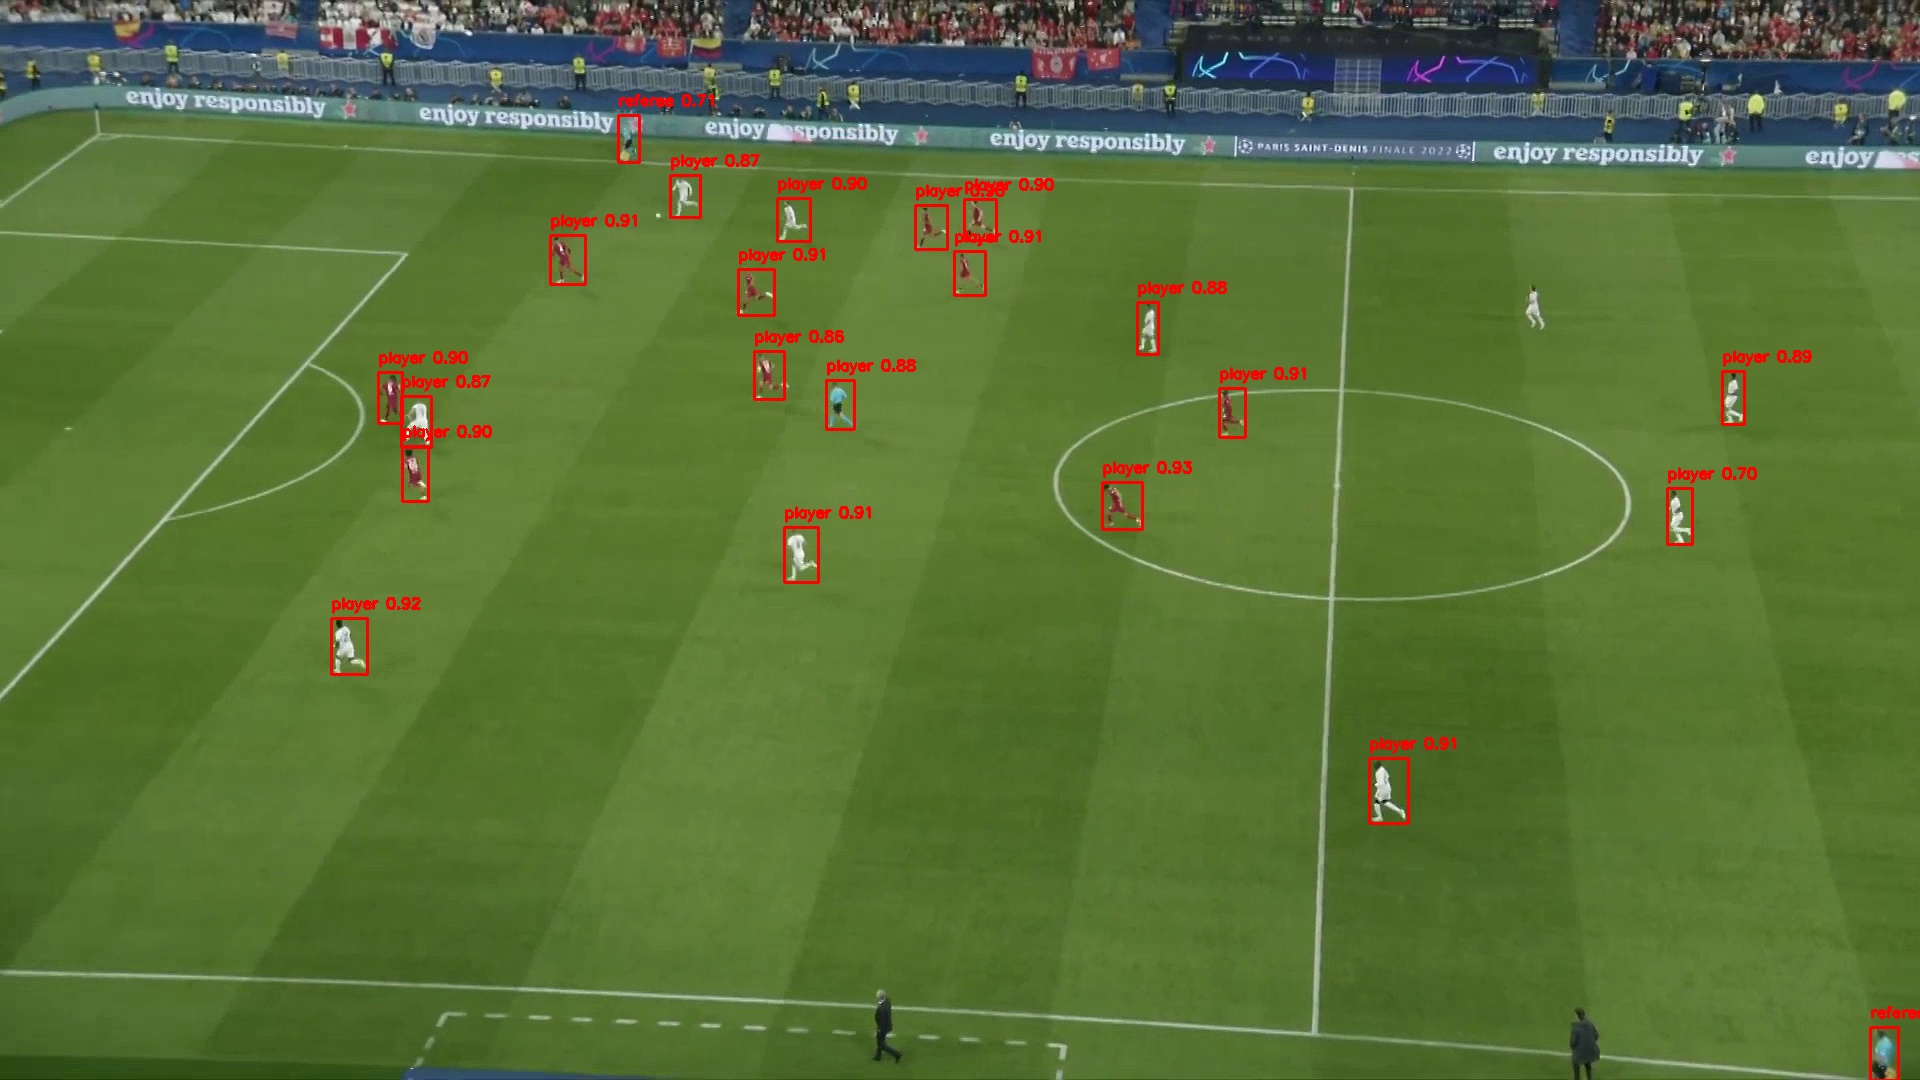 enjoy responsibly
enjoy responsibly
enjoy responsibly
enjoy responsibly
PARIS SAINT-DENIS FINALE 2022
enjoy responsibly
enjoy
referee 0.71
player 0.87
player 0.90
player 0.90
player 0.91
player 0.91
player 0.91
player 0.88
player 0.86
player 0.90
player 0.88
player 0.87
player 0.91
player 0.89
player 0.90
player 0.93
player 0.70
player 0.91
player 0.92
player 0.91
referee